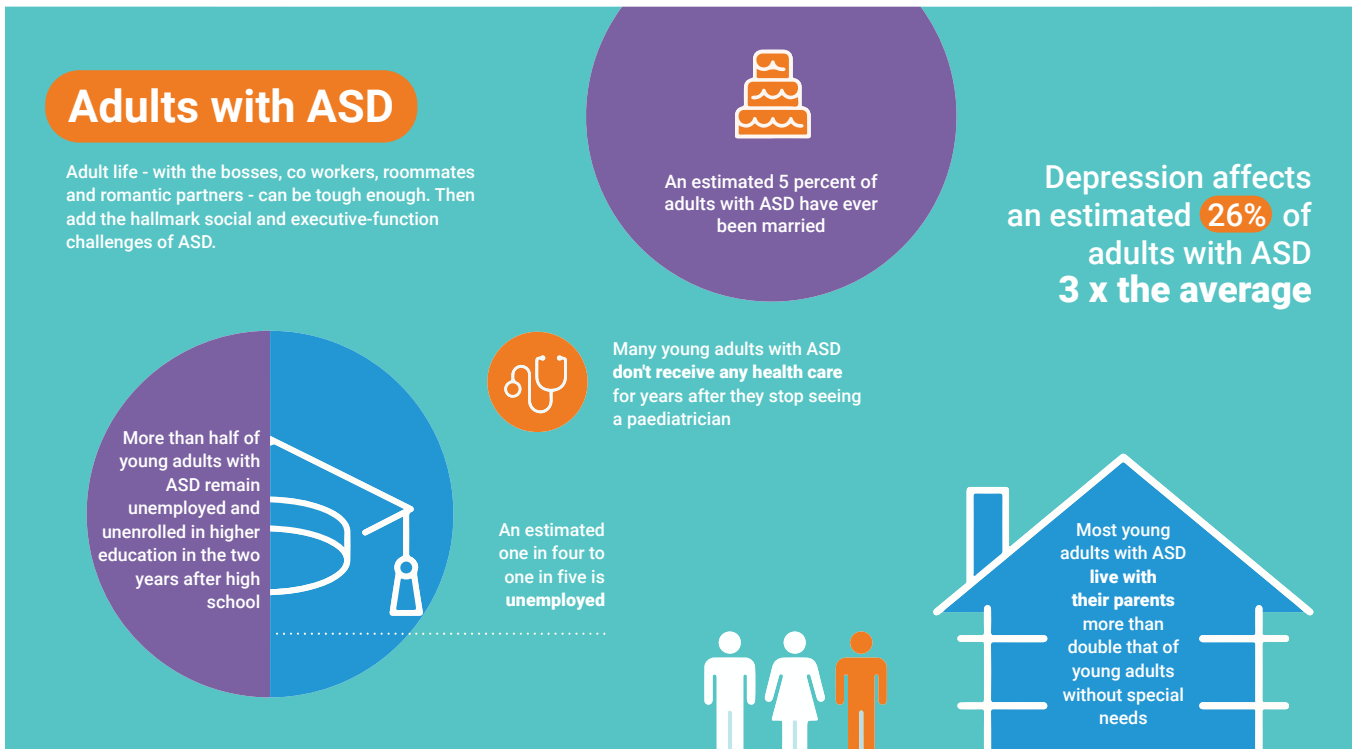 Adults with ASD
Adult life - with the bosses, co workers, roommates
and romantic partners - can be tough enough. Then
add the hallmark social and executive-function
challenges of ASD.
An estimated 5 percent of
adults with ASD have ever
been married
Depression affects
an estimated 26% of
adults with ASD
3 x the average
Many young adults with ASD
don't receive any health care
for years after they stop seeing
a paediatrician
More than half of
young adults with
ASD remain
unemployed and
unenrolled in higher
education in the two
years after high
school
An estimated
one in four to
one in five is
unemployed
Most young
adults with ASD
live with
their parents
more than
double that of
young adults
without special
needs